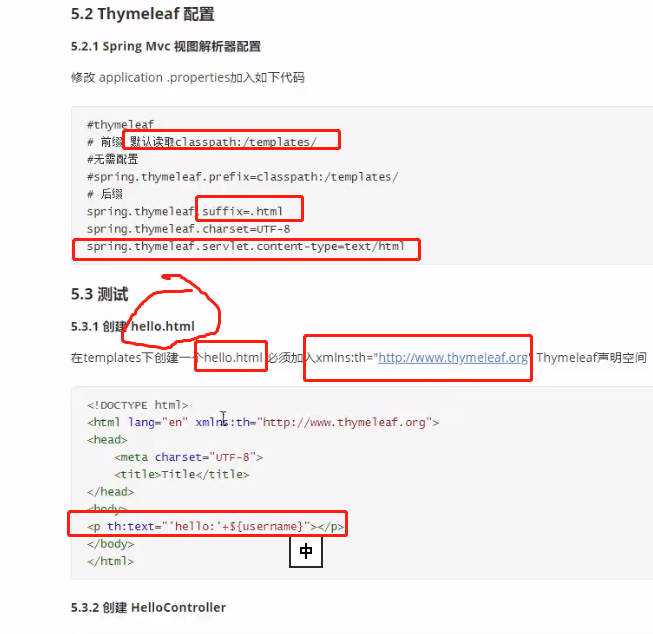 5.2 Thymeleaf 配置
5.2.1 Spring Mvc 视图解析器配置
修改 application .properties加入如下代码
#thymeleaf
# 前缀 默认读取classpath:/templates/
#无需配置
#spring.thymeleaf.prefix=classpath:/templates/
# 后缀
spring.thymeleaf.suffix=.html
spring.thymeleaf.charset=UTF-8
spring.thymeleaf.servlet.content-type=text/html
5.3 测试
5.3.1 创建 hello.html
在templates下创建一个hello.html 必须加入xmlns:th="http://www.thymeleaf.org" Thymeleaf声明空间
<!DOCTYPE html>
<html lang="en" xmlns:th="http://www.thymeleaf.org">
<head>
    <meta charset="UTF-8">
    <title>Title</title>
</head>
<body>
<p th:text="'hello:'+${username}"></p>
</body>
</html>
中
5.3.2 创建 HelloController